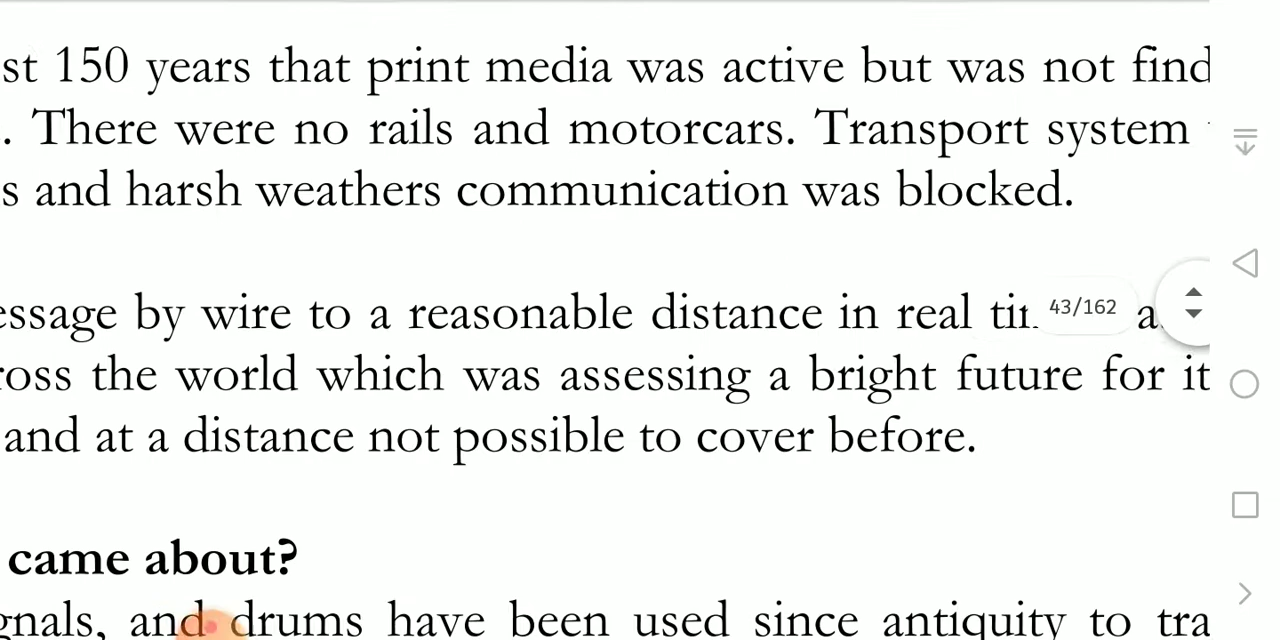 st 150 years that print media was active but was not find
. There were no rails and motorcars. Transport system
s and harsh weathers communication was blocked.
essage by wire to a reasonable distance in real a
43/162
ross the world which was assessing a bright future for it
and at a distance not possible to cover before.
came about?
gnals, and drums have been used since antiquity to tra